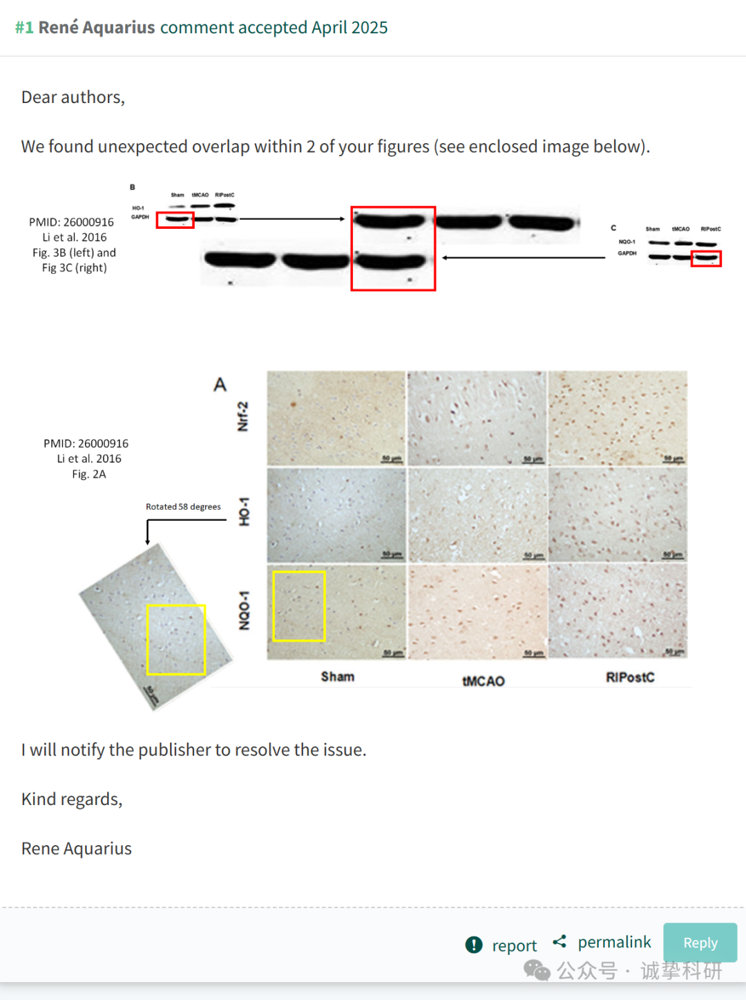 #1 René Aquarius comment accepted April 2025
Dear authors,
We found unexpected overlap within 2 of your figures (see enclosed image below).
B
Sham tMCAO RIPostC
HO-1
GAPDH
PMID: 26000916
Li et al. 2016
Fig. 3B (left) and
Fig 3C (right)
C
Sham tMCAO RIPostC
NQO-1
GAPDH
A
Nrf-2
50 µm 50 µm 50 µm
PMID: 26000916
Li et al. 2016
Fig. 2A
Rotated 58 degrees
HO-1
50 µm 50 µm 50 µm
NQO-1
50 µm 50 µm 50 µm
50 µm
Sham tMCAO RIPostC
I will notify the publisher to resolve the issue.
Kind regards,
Rene Aquarius
report permalink Reply
公众号 · 诚挚科研